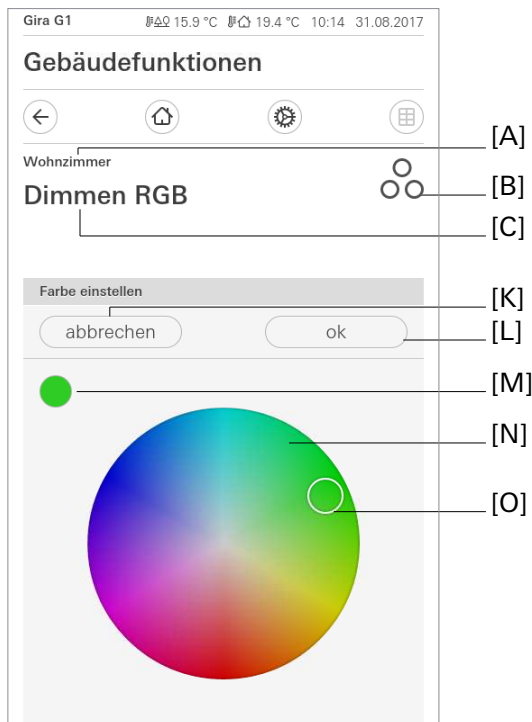 Gira G1 15.9 °C 19.4 °C 10:14 31.08.2017
Gebäudefunktionen
[A]
Wohnzimmer
[B]
Dimmen RGB
[C]
Farbe einstellen
[K]
abbrechen ok
[L]
[M]
[N]
[O]